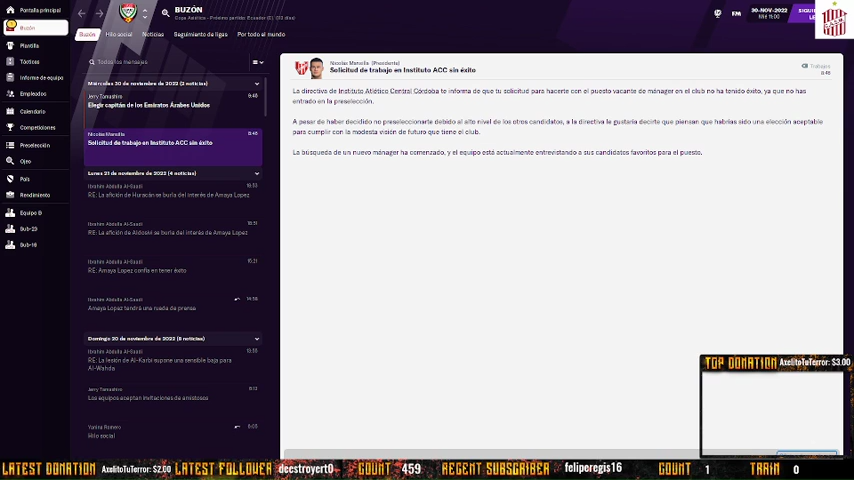 Portada principal
Buzón
Plantilla
Tácticas
Informe de equipo
Empleados
Calendario
Competiciones
Preselección
Ojeo
País
Rendimiento
Equipo B
Sub-23
Sub-18
BUZÓN
Copa Asiática - Próximo partido: Ecuador
FM
30-NOV-2022
Buzón
Hilo social
Noticias
Seguimiento de ligas
Por todo el mundo
Todos los mensajes
Miércoles 30 de noviembre de 2022 (2 noticias)
Jerry Tomastiro
Elegir capitán de los Emiratos Árabes Unidos
Nicolás Mansilla
8:46
Solicitud de trabajo en Instituto ACC sin éxito
Lunes 21 de noviembre de 2022 (4 noticias)
Ibrahim Abdulla Al-Saadi
RE: La afición de Huracán se burla del interés de Amaya Lopez
Ibrahim Abdulla Al-Saadi
RE: La afición de Aldosivi se burla del interés de Amaya Lopez
Ibrahim Abdulla Al-Saadi
RE: Amaya Lopez confía en tener éxito
Ibrahim Abdulla Al-Saadi
Amaya Lopez tendrá una rueda de prensa
Domingo 20 de noviembre de 2022
Ibrahim Abdulla Al-Saadi
RE: La lesión de Al-Karbi supone una sensible baja para
Al-Wahda
Jerry Tomastiro
Los equipos aceptan invitaciones de amistosos
Yanina Romero
Hilo social
Nicolás Mansilla (Presidente)
Solicitud de trabajo en Instituto ACC sin éxito
Trabajos
8:46
La directiva de Instituto Atlético Central Córdoba te informa de que tu solicitud para hacerte con el puesto vacante de mánager en el club no ha tenido éxito, ya que no has
entrado en la preselección.
A pesar de haber decidido no preseleccionarte debido al alto nivel de los otros candidatos, a la directiva le gustaría decirte que piensan que habrías sido una elección aceptable
para cumplir con la modesta visión de futuro que tiene el club.
La búsqueda de un nuevo mánager ha comenzado, y el equipo está actualmente entrevistando a sus candidatos favoritos para el puesto.
TOP DONATION AxelitoTuTerror: $3.00
LATEST DONATION AxelitoTuTerror: $2.00 LATEST FOLLOWER deestroyert0 COUNT 459 RECENT SUBSCRIBER feliperegis16 COUNT 1 TRAIN 0